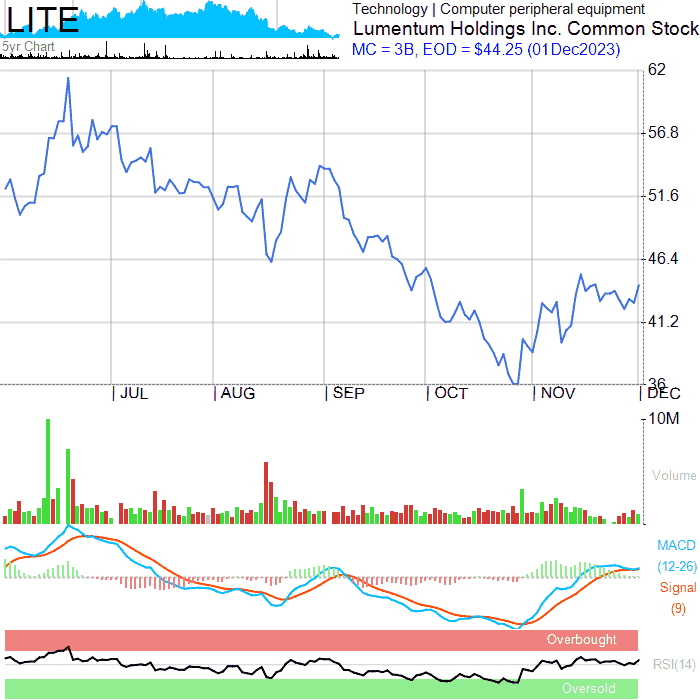 LITE
5yr Chart
Technology | Computer peripheral equipment
Lumentum Holdings Inc. Common Stock
MC = 3B, EOD = $44.25 (01Dec2023)
62
56.8
51.6
46.4
41.2
36
JUL AUG SEP OCT NOV DEC
10M
Volume
MACD
(12-26)
Signal
(9)
Overbought
RSI(14)
Oversold